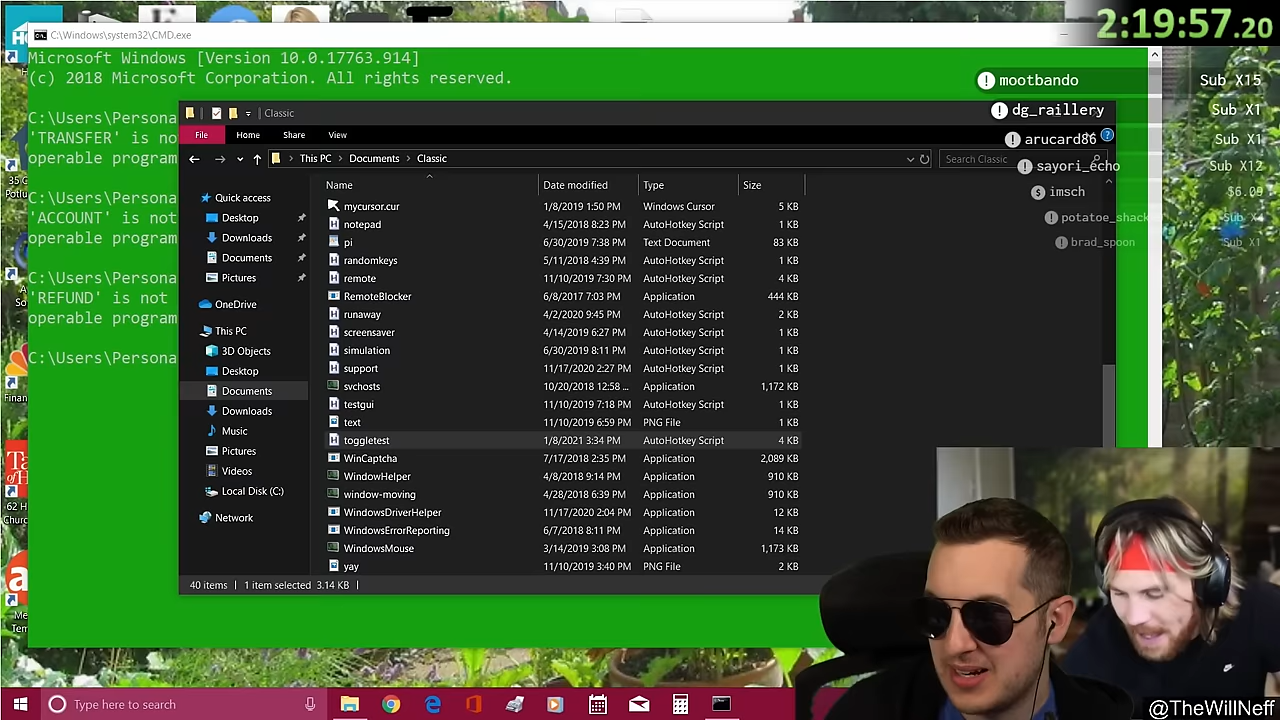 C:\Windows\system32\CMD.exe
2:19:57.20
Microsoft Windows [Version 10.0.17763.914]
(c) 2018 Microsoft Corporation. All rights reserved.
mootbando Sub X15
dg_raillery Sub X1
arucard86 Sub X1
sayori_echo Sub X12
imsch $6.09
potatoe_shack Sub
brad_spoon Sub X1
C:\Users\Persona
'TRANSFER' is no
operable program
C:\Users\Persona
'ACCOUNT' is not
operable program
C:\Users\Persona
'REFUND' is not
operable program
C:\Users\Persona
Classic
File Home Share View
This PC Documents Classic
Search Classic
Quick access
Desktop
Downloads
Documents
Pictures
OneDrive
This PC
3D Objects
Desktop
Documents
Downloads
Music
Pictures
Videos
Local Disk (C:)
Network
Name Date modified Type Size
mycursor.cur 1/8/2019 1:50 PM Windows Cursor 5 KB
notepad 4/15/2018 8:23 PM AutoHotkey Script 1 KB
pi 6/30/2019 7:38 PM Text Document 83 KB
randomkeys 5/11/2018 4:39 PM AutoHotkey Script 1 KB
remote 11/10/2019 7:30 PM AutoHotkey Script 4 KB
RemoteBlocker 6/8/2017 7:03 PM Application 444 KB
runaway 4/2/2020 9:45 PM AutoHotkey Script 2 KB
screensaver 4/14/2019 6:27 PM AutoHotkey Script 1 KB
simulation 6/30/2019 8:11 PM AutoHotkey Script 1 KB
support 11/17/2020 2:27 PM AutoHotkey Script 1 KB
svchosts 10/20/2018 12:58 ... Application 1,172 KB
testgui 11/10/2019 7:18 PM AutoHotkey Script 1 KB
text 11/10/2019 6:59 PM PNG File 2 KB
toggletest 1/8/2021 3:34 PM AutoHotkey Script 4 KB
WinCaptcha 7/17/2018 2:35 PM Application 2,089 KB
WindowHelper 4/8/2018 9:14 PM Application 910 KB
window-moving 4/28/2018 6:39 PM Application 910 KB
WindowsDriverHelper 11/17/2020 2:04 PM Application 12 KB
WindowsErrorReporting 6/7/2018 8:11 PM Application 14 KB
WindowsMouse 3/14/2019 3:08 PM Application 1,173 KB
yay 11/10/2019 3:40 PM PNG File 2 KB
40 items 1 item selected 3.14 KB
Type here to search
@TheWillNeff